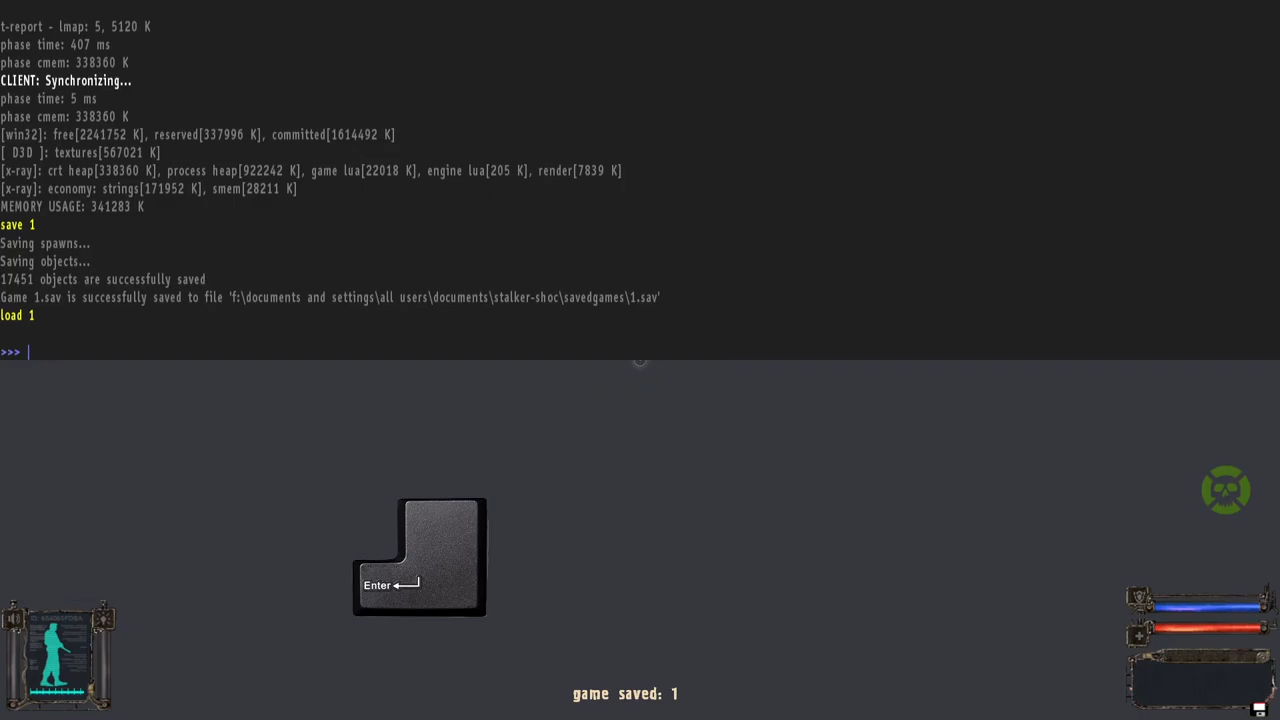 t-report - lmap: 5, 5120 K
phase time: 407 ms
phase cmem: 338360 K
CLIENT: Synchronizing...
phase time: 5 ms
phase cmem: 338360 K
[win32]: free[2241752 K], reserved[337996 K], committed[1614492 K]
[ D3D ]: textures[567021 K]
[x-ray]: crt heap[338360 K], process heap[922242 K], game lua[22018 K], engine lua[205 K], render[7839 K]
[x-ray]: economy: strings[171952 K], smem[28211 K]
MEMORY USAGE: 341283 K
save 1
Saving spawns...
Saving objects...
17451 objects are successfully saved
Game 1.sav is successfully saved to file 'f:\documents and settings\all users\documents\stalker-shoc\savedgames\1.sav'
load 1
>>>
Enter
game saved: 1